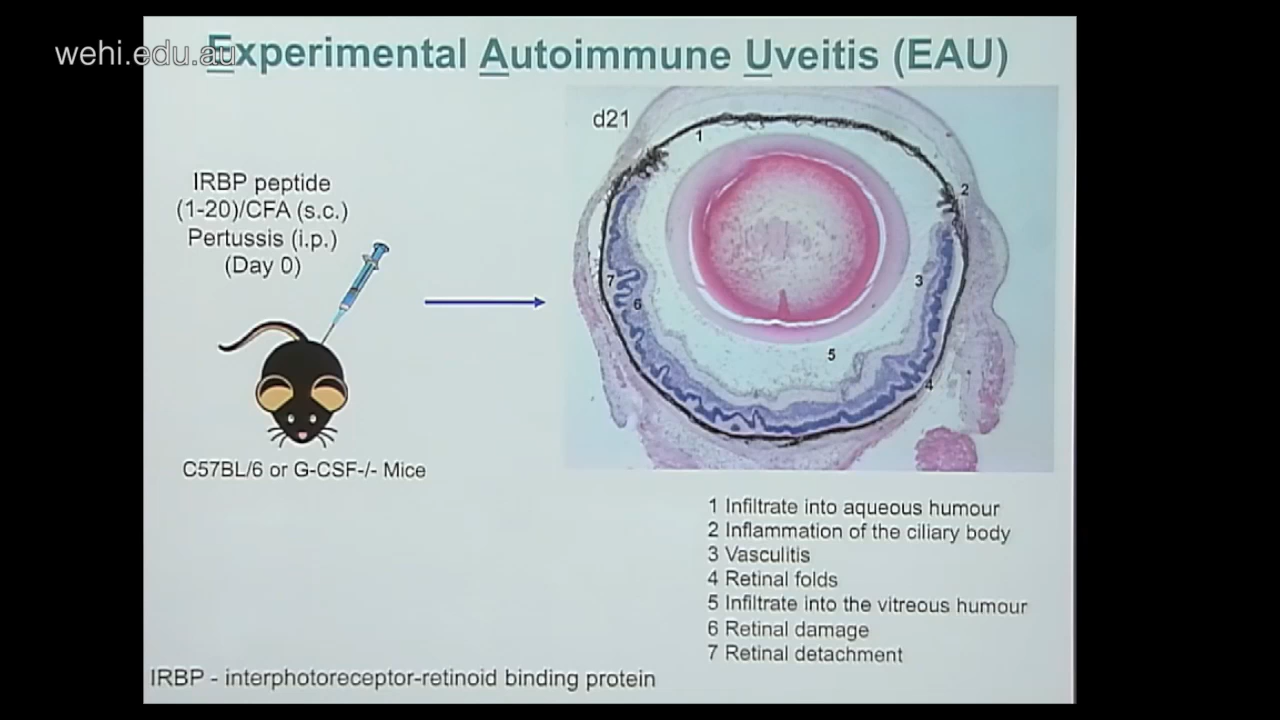 wehi.edu.au
Experimental Autoimmune Uveitis (EAU)
IRBP peptide
(1-20)/CFA (s.c.)
Pertussis (i.p.)
(Day 0)
C57BL/6 or G-CSF-/- Mice
d21
1
2
3
7
6
5
4
1 Infiltrate into aqueous humour
2 Inflammation of the ciliary body
3 Vasculitis
4 Retinal folds
5 Infiltrate into the vitreous humour
6 Retinal damage
7 Retinal detachment
IRBP - interphotoreceptor-retinoid binding protein